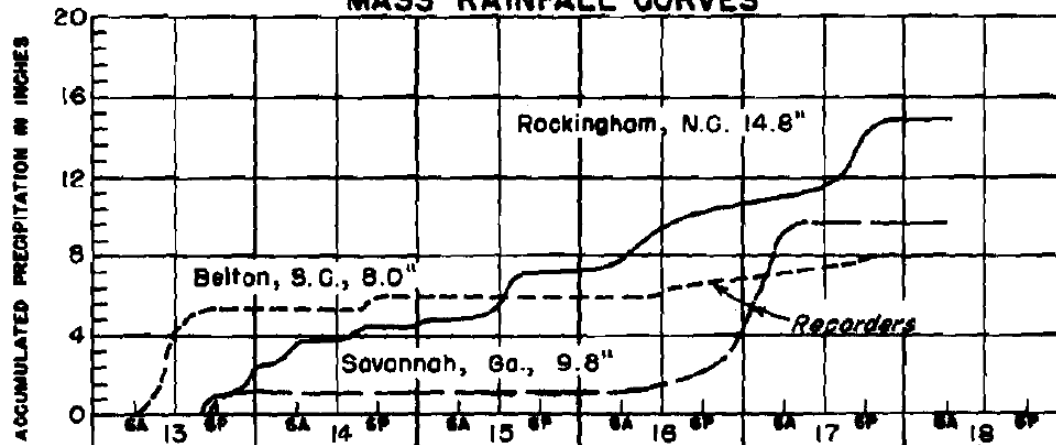 MASS RAINFALL CURVES
ACCUMULATED PRECIPITATION IN INCHES
20
16
12
8
4
0
Rockingham, N.C. 14.8"
Belton, S.C., 8.0"
Savannah, Ga., 9.8"
Recorders
6A 6P 6A 6P 6A 6P 6A 6P 6A 6P 6A 6P
13 14 15 16 17 18